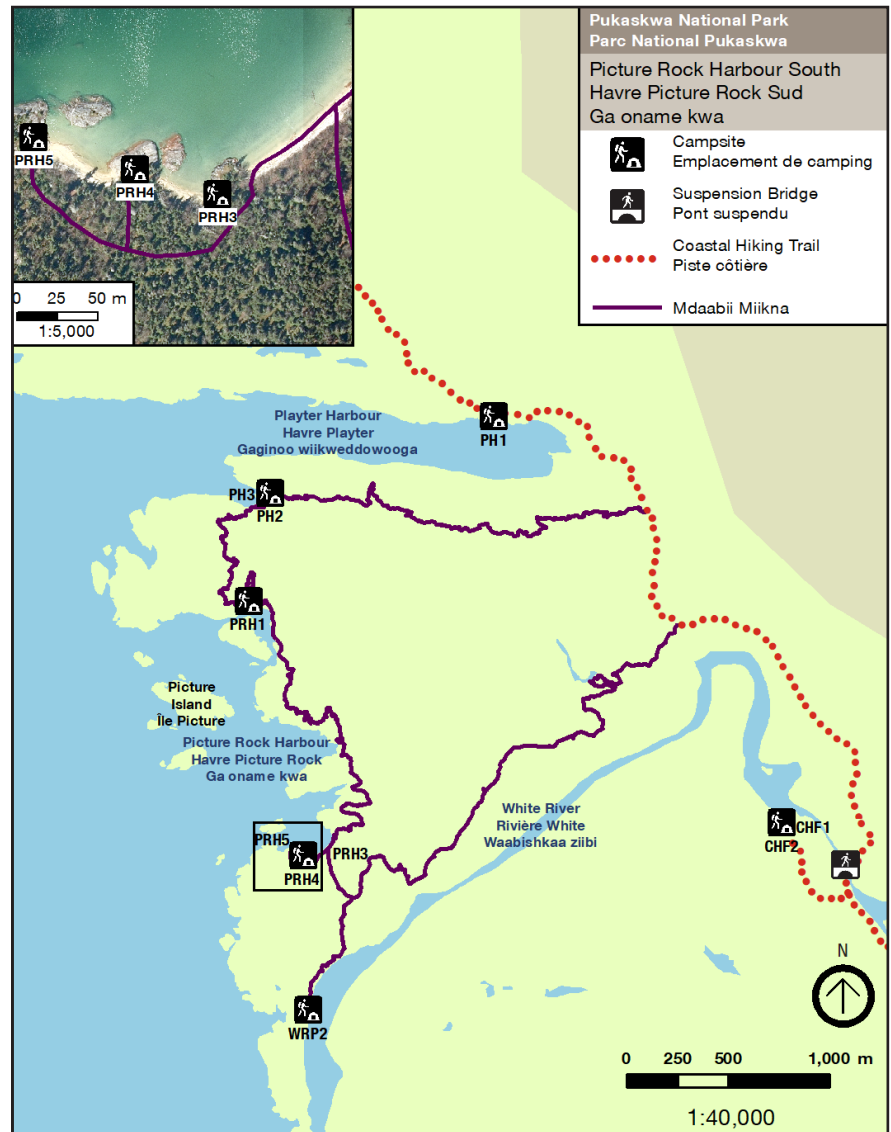 Pukaskwa National Park
Parc National Pukaskwa
Picture Rock Harbour South
Havre Picture Rock Sud
Ga oname kwa
Campsite
Emplacement de camping
Suspension Bridge
Pont suspendu
Coastal Hiking Trail
Piste côtière
Mdaabii Miikna
PRH5
PRH4
PRH3
0 25 50 m
1:5,000
Playter Harbour
Havre Playter
Gaginoo wiikweddowooga
PH1
PH3
PH2
PRH1
Picture
Island
Île Picture
Picture Rock Harbour
Havre Picture Rock
Ga oname kwa
White River
Rivière White
Waabishkaa ziibi
PRH5
PRH3
PRH4
CHF1
CHF2
WRP2
N
0 250 500 1,000 m
1:40,000